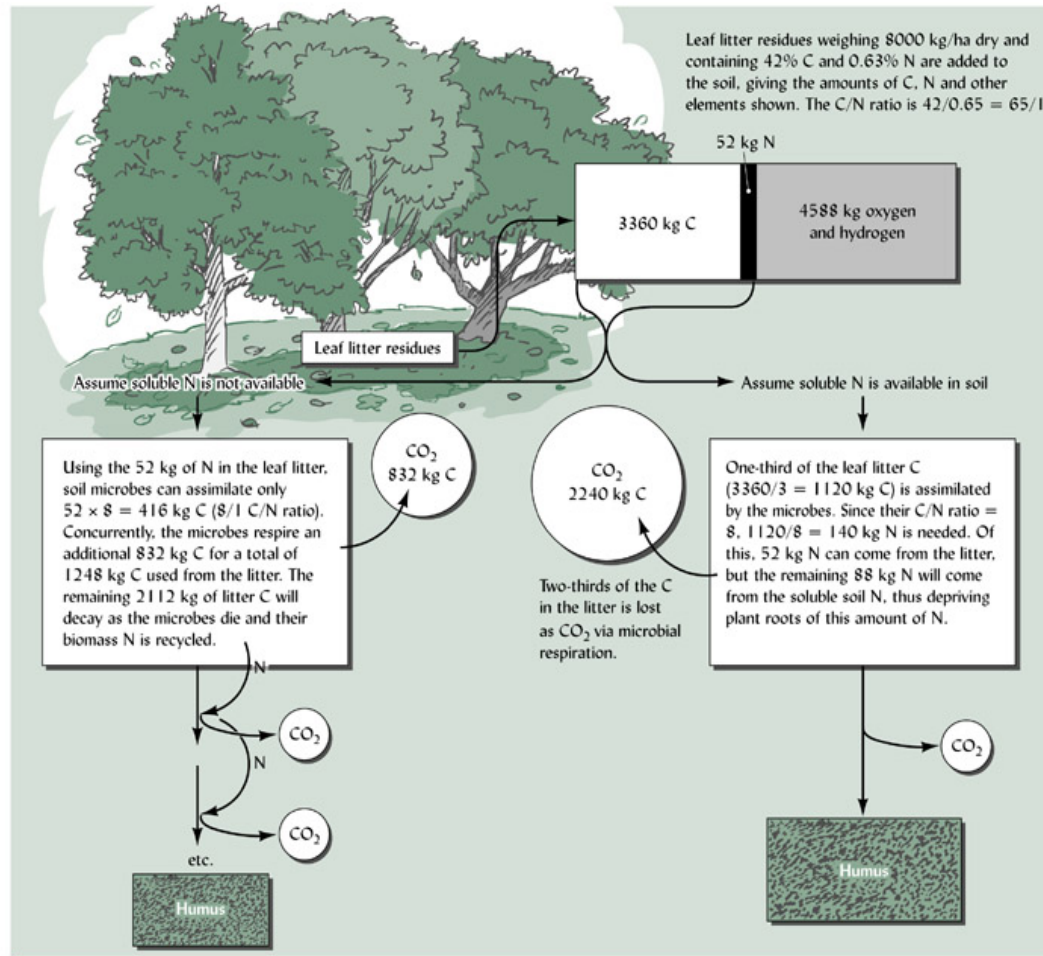 Leaf litter residues weighing 8000 kg/ha dry and
containing 42% C and 0.63% N are added to
the soil, giving the amounts of C, N and other
elements shown. The C/N ratio is 42/0.65 = 65/1
52 kg N
3360 kg C
4588 kg oxygen
and hydrogen
Leaf litter residues
Assume soluble N is not available
Assume soluble N is available in soil
Using the 52 kg of N in the leaf litter,
soil microbes can assimilate only
52 × 8 = 416 kg C (8/1 C/N ratio).
Concurrently, the microbes respire an
additional 832 kg C for a total of
1248 kg C used from the litter. The
remaining 2112 kg of litter C will
decay as the microbes die and their
biomass N is recycled.
CO₂
832 kg C
CO₂
2240 kg C
Two-thirds of the C
in the litter is lost
as CO₂ via microbial
respiration.
One-third of the leaf litter C
(3360/3 = 1120 kg C) is assimilated
by the microbes. Since their C/N ratio =
8, 1120/8 = 140 kg N is needed. Of
this, 52 kg N can come from the litter,
but the remaining 88 kg N will come
from the soluble soil N, thus depriving
plant roots of this amount of N.
N
CO₂
N
CO₂
etc.
Humus
CO₂
Humus